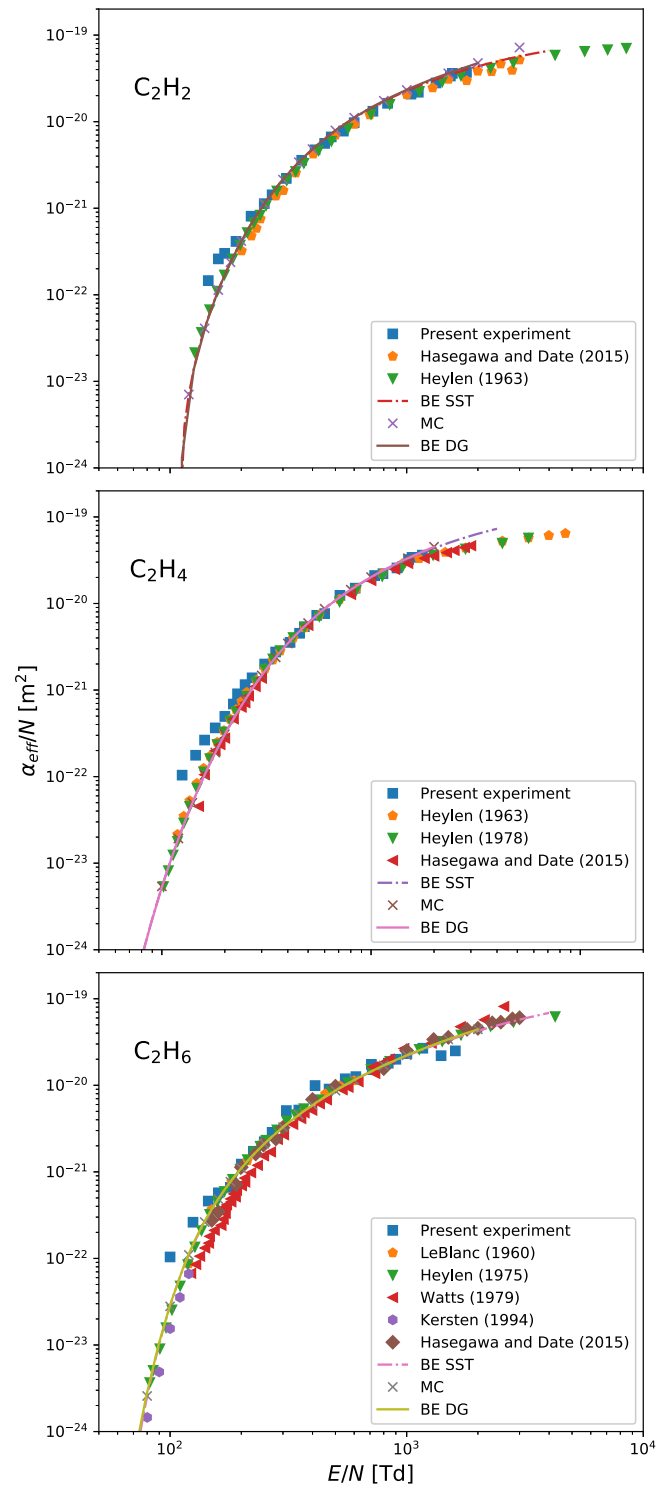 10⁻¹⁹
C₂H₂
10⁻²⁰
10⁻²¹
10⁻²²
10⁻²³
10⁻²⁴
Present experiment
Hasegawa and Date (2015)
Heylen (1963)
BE SST
MC
BE DG
10⁻¹⁹
C₂H₄
10⁻²⁰
10⁻²¹
10⁻²²
10⁻²³
10⁻²⁴
α_eff/N [m²]
Present experiment
Heylen (1963)
Heylen (1978)
Hasegawa and Date (2015)
BE SST
MC
BE DG
10⁻¹⁹
C₂H₆
10⁻²⁰
10⁻²¹
10⁻²²
10⁻²³
10⁻²⁴
Present experiment
LeBlanc (1960)
Heylen (1975)
Watts (1979)
Kersten (1994)
Hasegawa and Date (2015)
BE SST
MC
BE DG
10² 10³ 10⁴
E/N [Td]